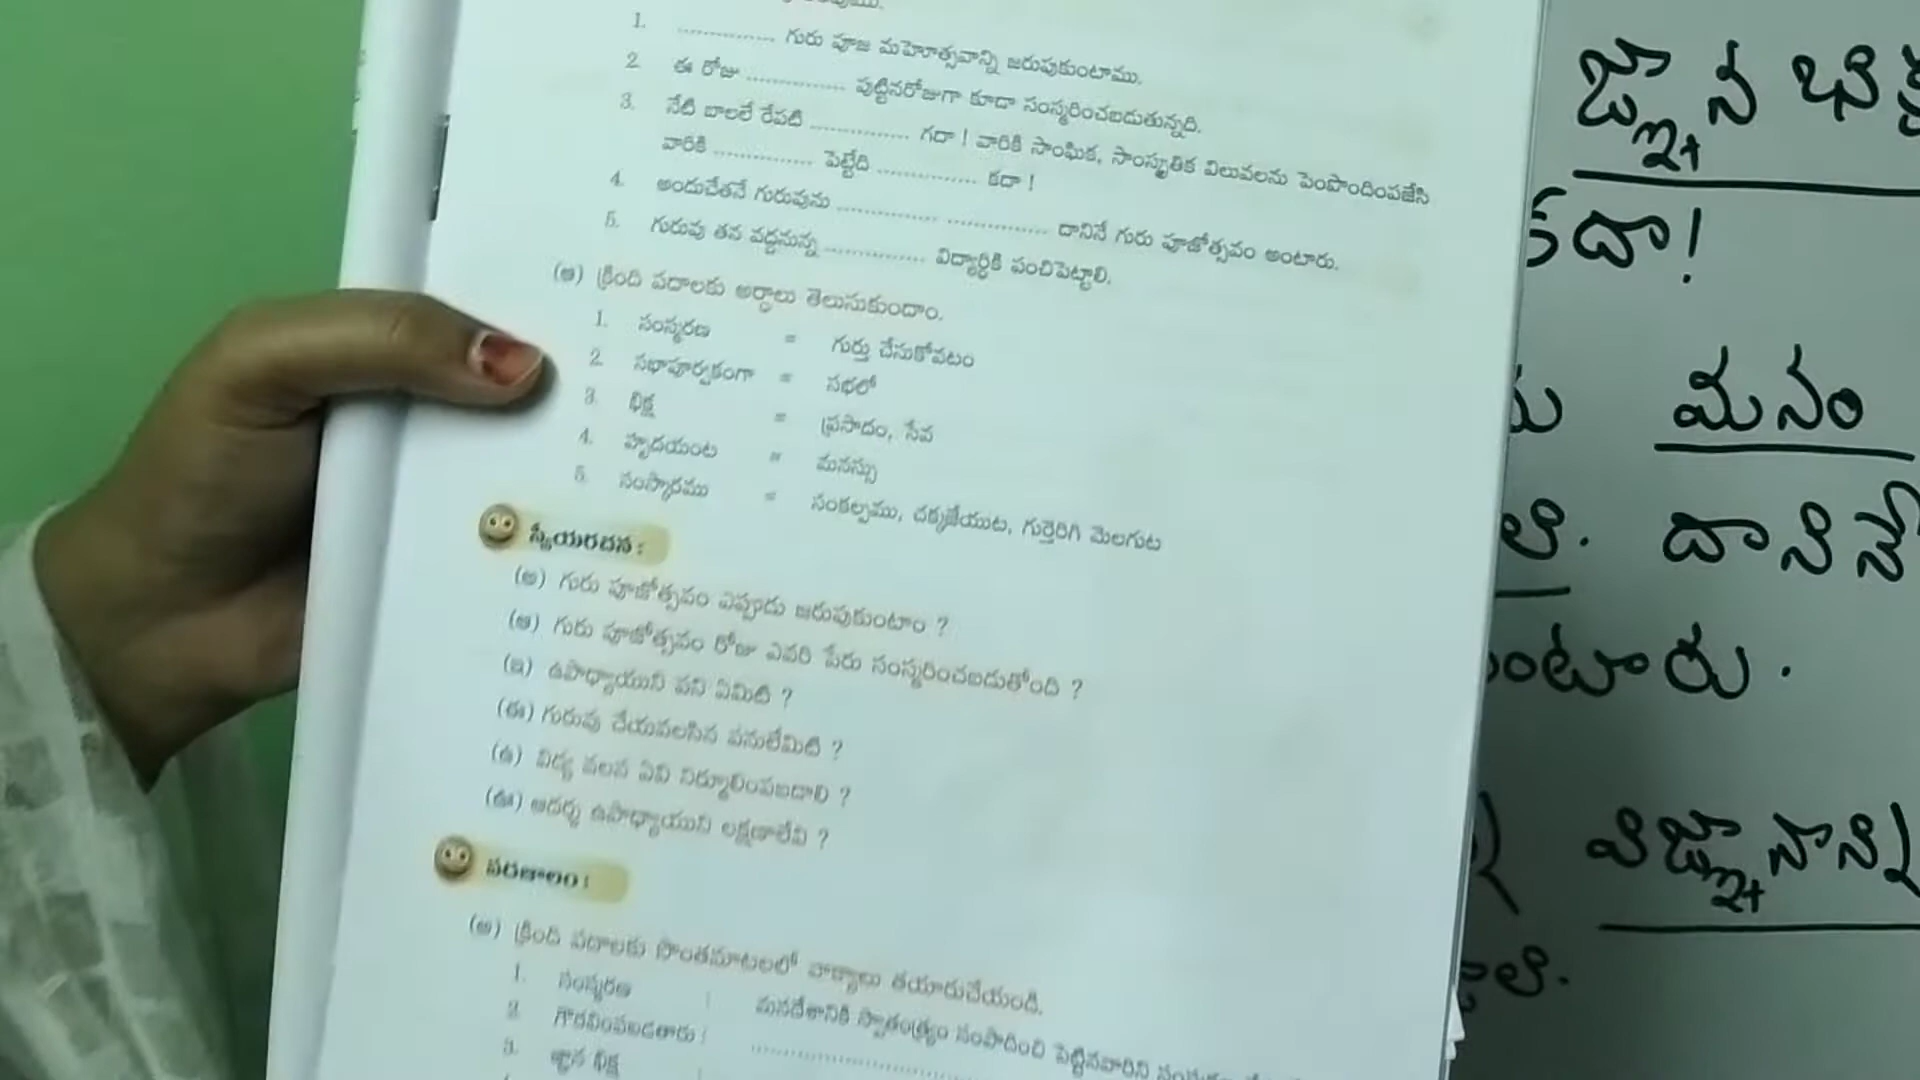 1. ............... గురు పూజ మహోత్సవాన్ని జరుపుకుంటాము.
2. ఈ రోజు ............... పుట్టినరోజుగా కూడా సంస్మరించబడుతున్నది.
3. నేటి బాలలే రేపటి ............... గదా ! వారికి సాంఘిక, సాంస్కృతిక విలువలను పెంపొందింపజేసి
వారికి ............... పెట్టేది ............... కదా !
4. అందుచేతనే గురువును ............... ............... దానినే గురు పూజోత్సవం అంటారు.
5. గురువు తన వద్దనున్న ............... విద్యార్థికి పంచిపెట్టాలి.
(ఆ) క్రింది పదాలకు అర్థాలు తెలుసుకుందాం.
1. సంస్మరణ = గుర్తు చేసుకోవటం
2. సభాపూర్వకంగా = సభలో
3. భిక్ష = ప్రసాదం, సేవ
4. హృదయంట = మనస్సు
5. సంస్కారము = సంకల్పము, చక్కజేయుట, గుర్తెరిగి మెలగుట
స్వీయరచన :
(అ) గురు పూజోత్సవం ఎప్పుడు జరుపుకుంటాం ?
(ఆ) గురు పూజోత్సవం రోజు ఎవరి పేరు సంస్మరించబడుతోంది ?
(ఇ) ఉపాధ్యాయుని పని ఏమిటి ?
(ఈ) గురువు చేయవలసిన పనులేమిటి ?
(ఉ) విద్య వలన ఏవి నిర్మూలింపబడాలి ?
(ఊ) ఆదర్శ ఉపాధ్యాయుని లక్షణాలేవి ?
పదజాలం :
(అ) క్రింది పదాలకు సొంతమాటలలో వాక్యాలు తయారుచేయండి.
1. సంస్మరణ : మనదేశానికి స్వాతంత్ర్యం సంపాదించి పెట్టినవారిని
2. గౌరవింపబడతారు : ...............
3. జ్ఞాన భిక్ష :
జ్ఞాన
కదా!
మనం
దానినే
విజ్ఞానాన్ని